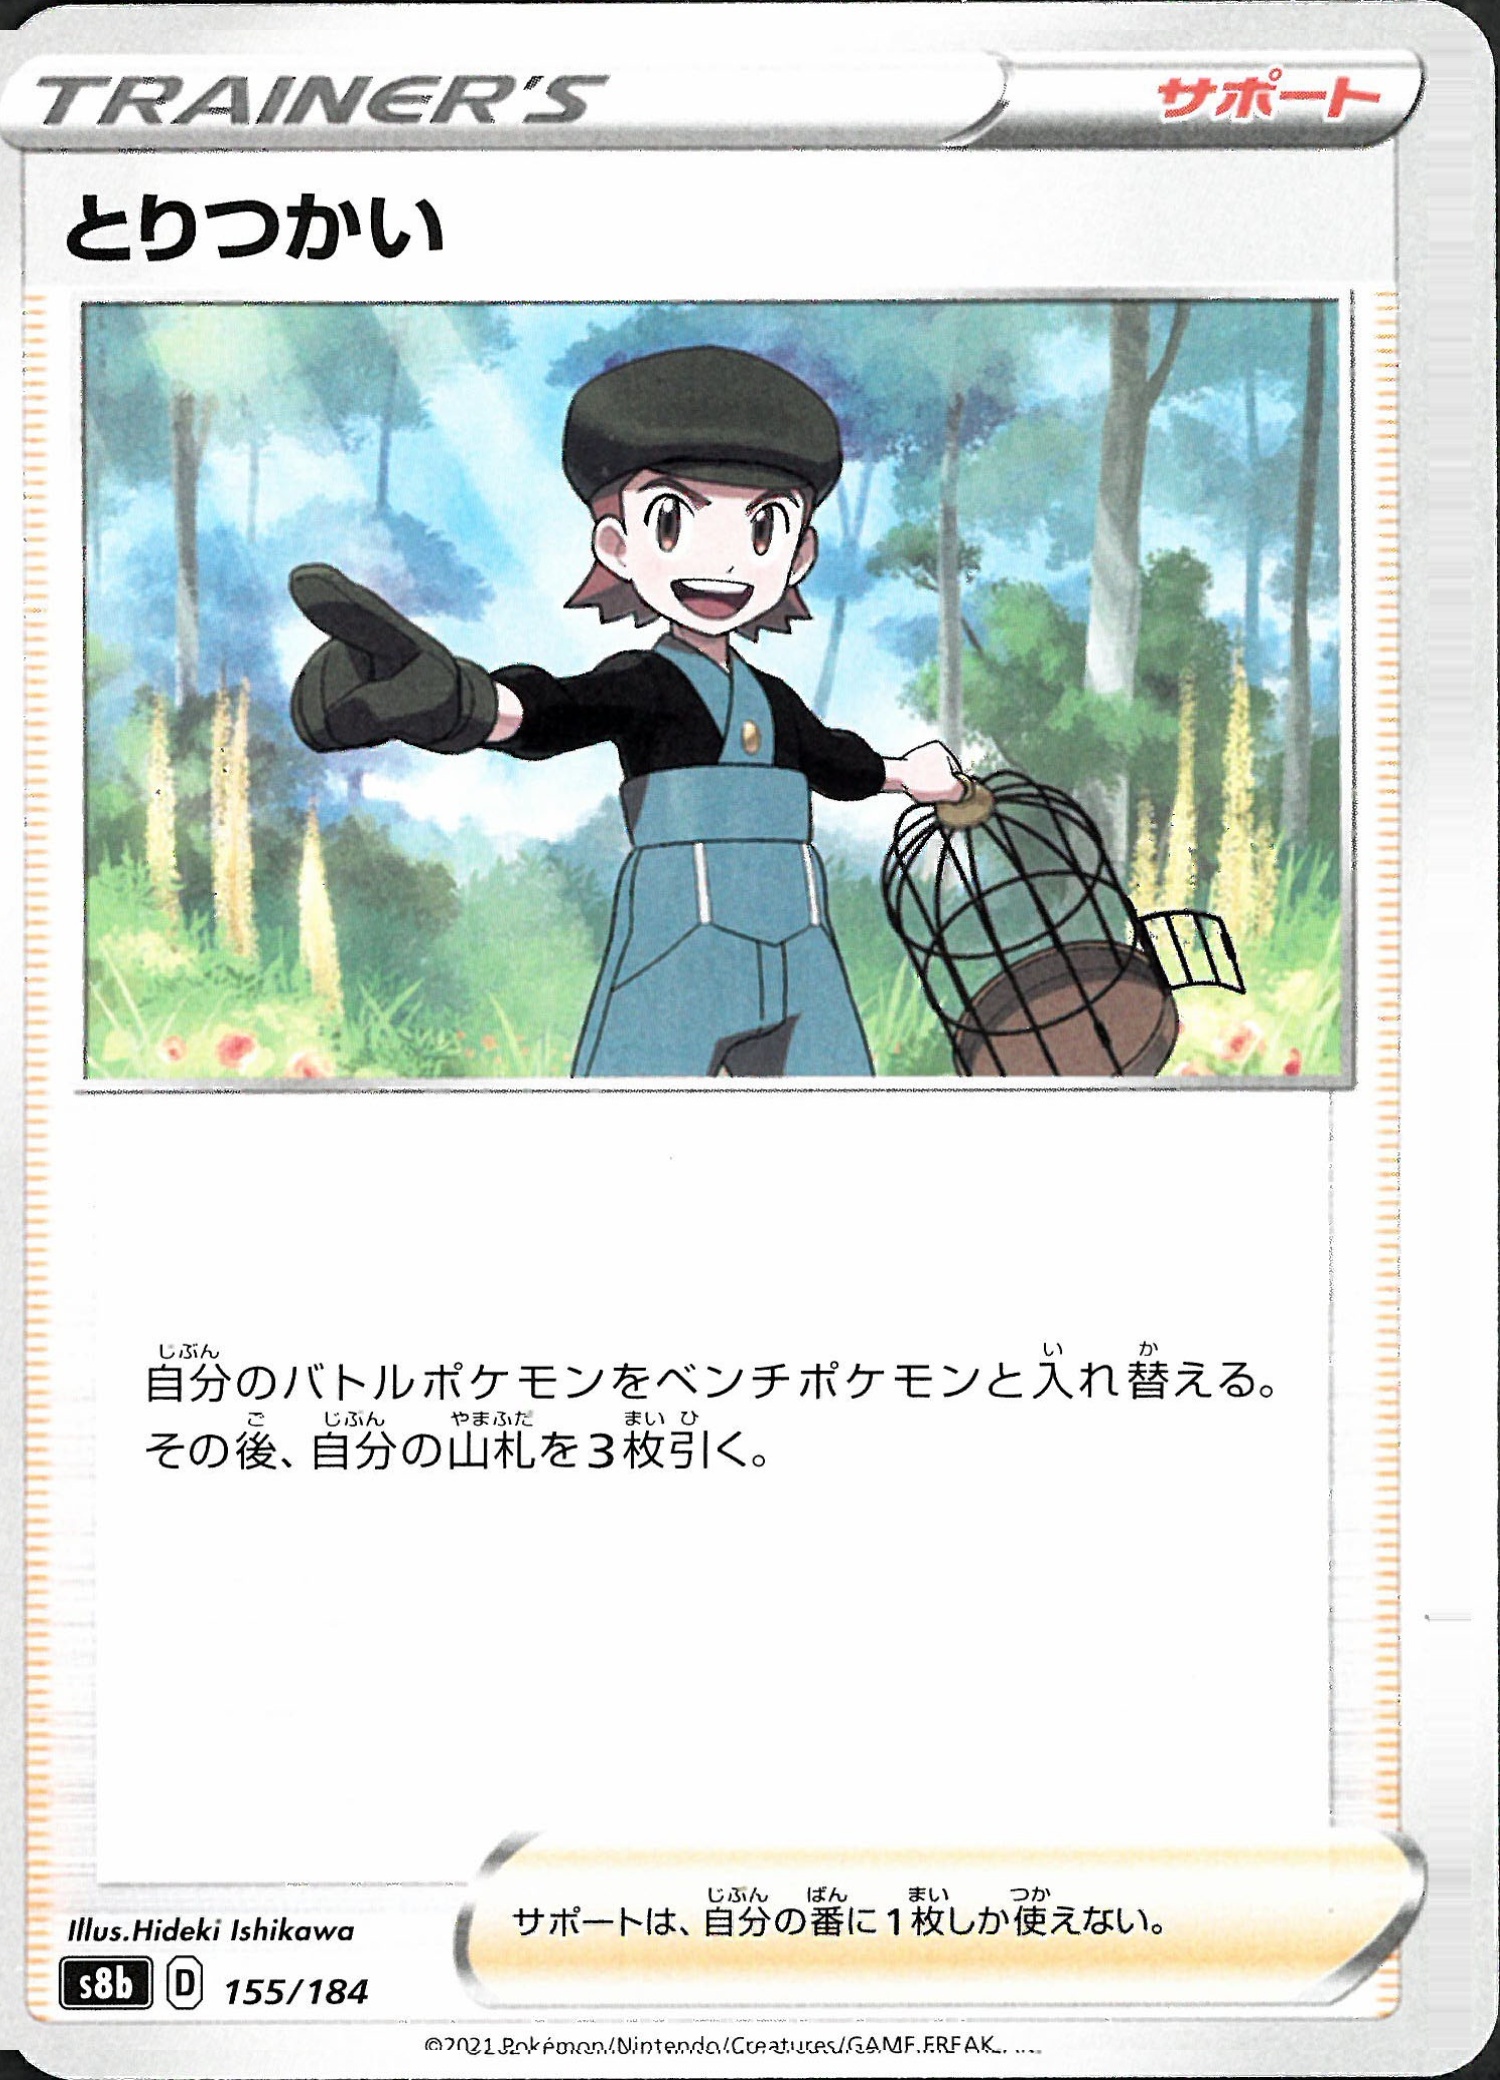 TRAINER'S サポート
とりつかい
自分のバトルポケモンをベンチポケモンと入れ替える。
その後、自分の山札を3枚引く。
サポートは、自分の番に1枚しか使えない。
Illus.Hideki Ishikawa
s8b D 155/184
©2021 Pokémon/Nintendo/Creatures/GAME FREAK